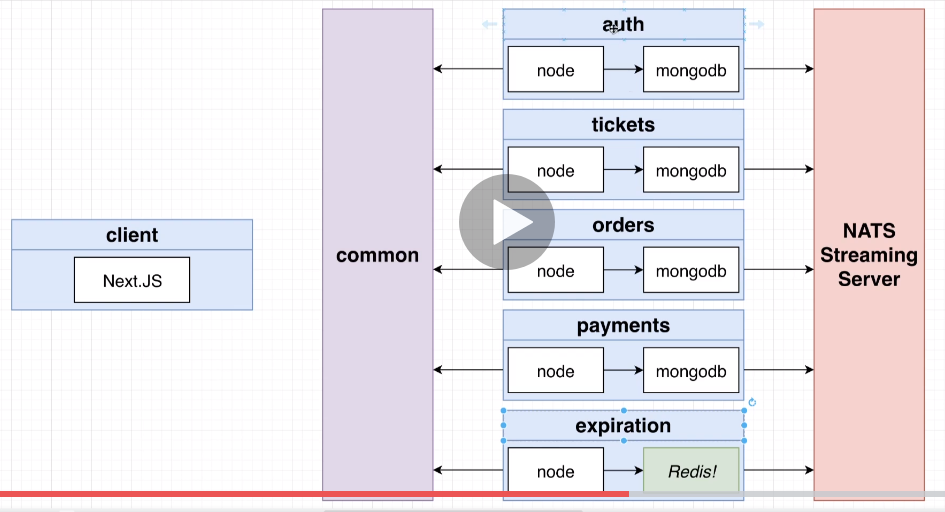 auth
node
mongodb
tickets
node
mongodb
client
Next.JS
common
orders
node
mongodb
NATS
Streaming
Server
payments
node
mongodb
expiration
node
Redis!